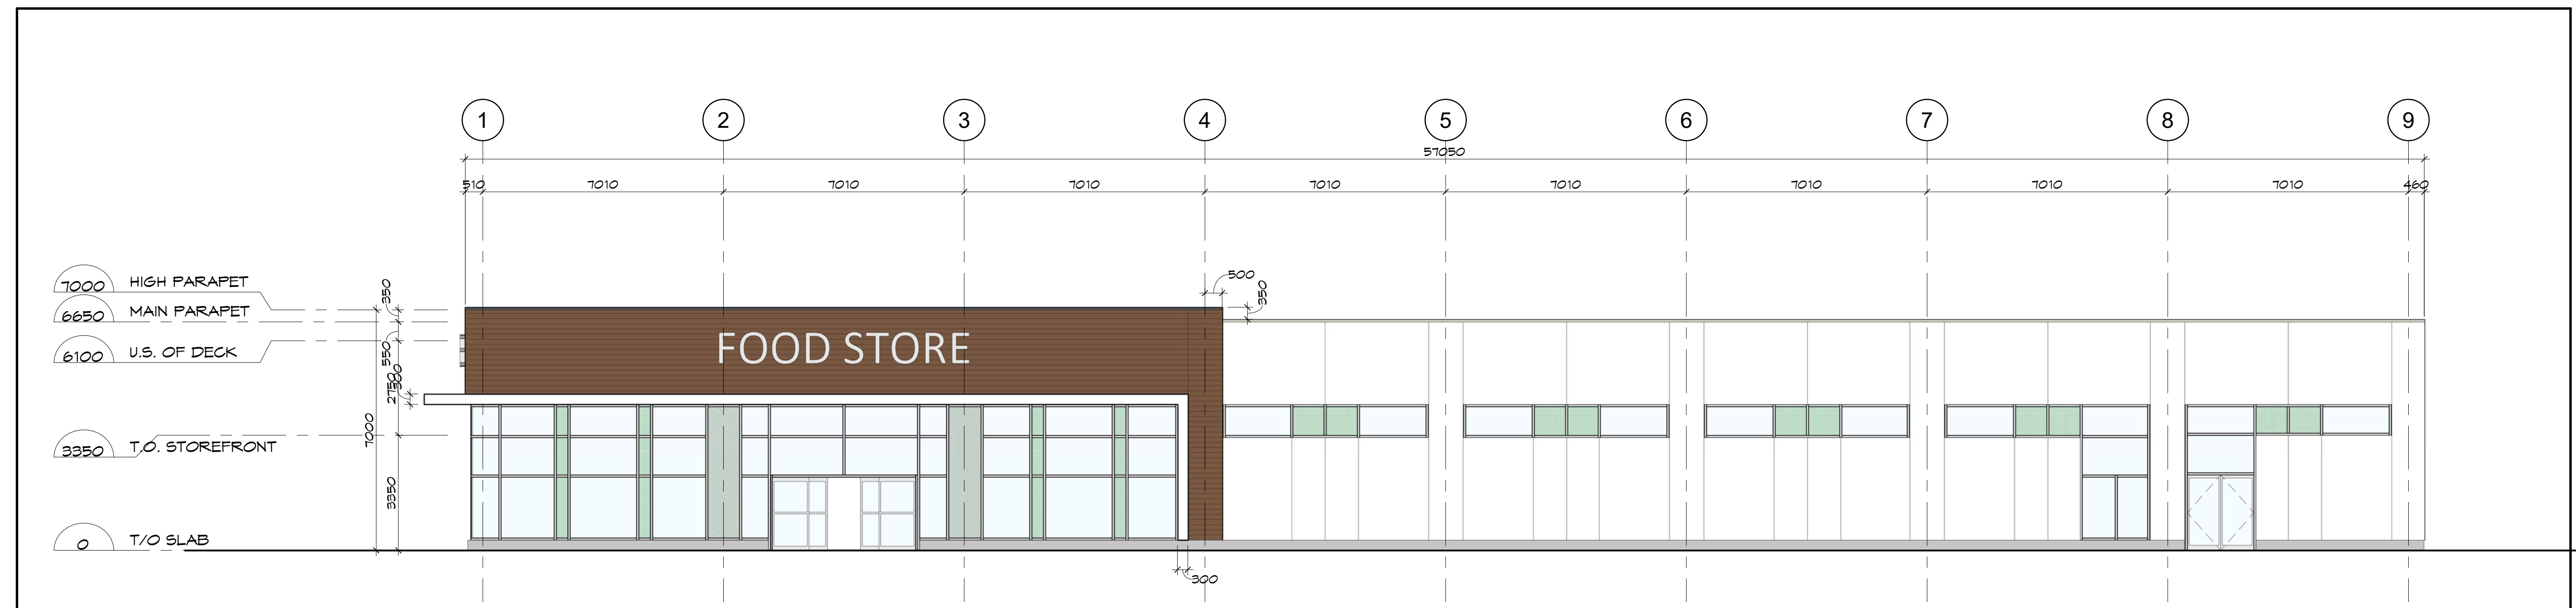 1 2 3 4 5 6 7 8 9
57050
510 7010 7010 7010 7010 7010 7010 7010 7010 460
7000 HIGH PARAPET
6650 MAIN PARAPET
6100 U.S. OF DECK
3350 T.O. STOREFRONT
0 T/O SLAB
350
550
300
2750
7000
3350
500
350
FOOD STORE
300